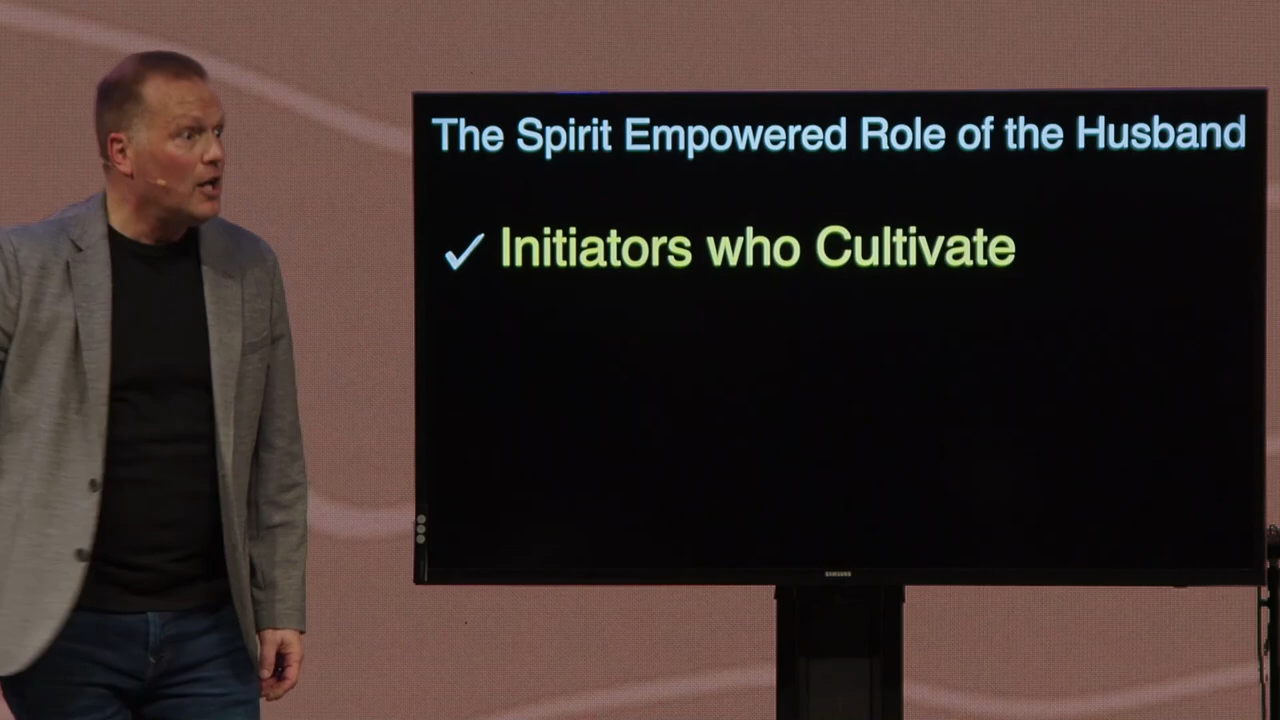 The Spirit Empowered Role of the Husband
✓ Initiators who Cultivate
SAMSUNG